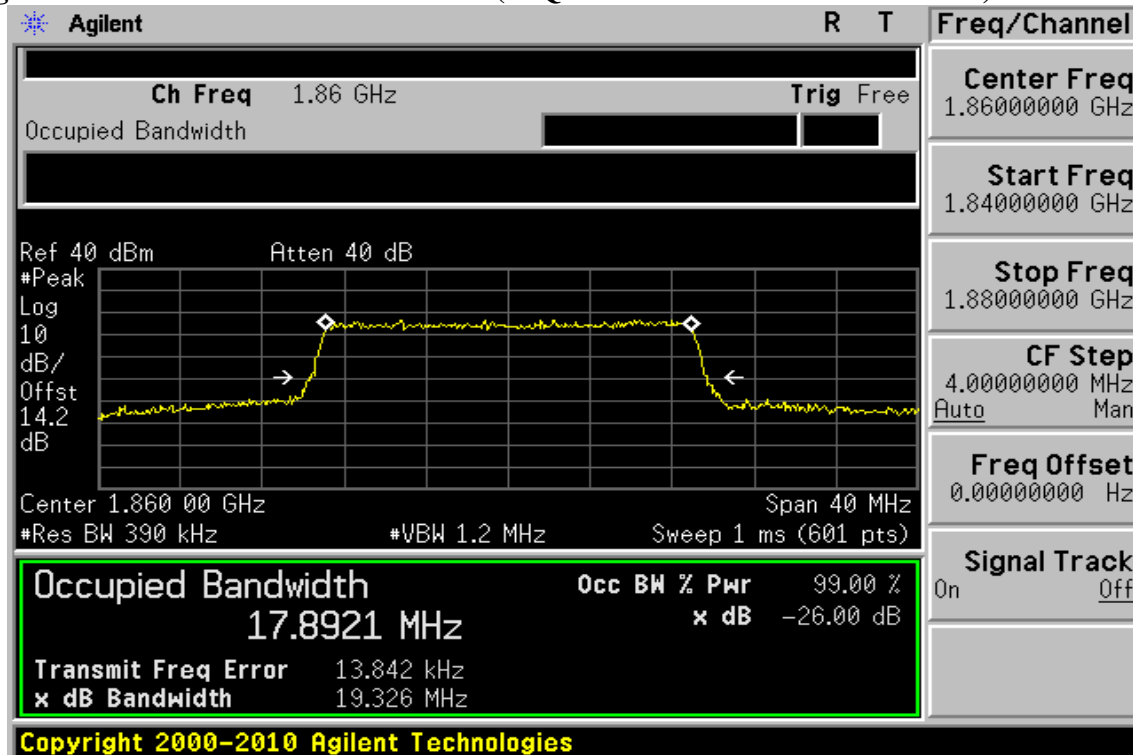 Agilent R T
Freq/Channel
Ch Freq 1.86 GHz Trig Free
Occupied Bandwidth
Center Freq
1.86000000 GHz
Start Freq
1.84000000 GHz
Stop Freq
1.88000000 GHz
CF Step
4.00000000 MHz
Auto Man
Freq Offset
0.00000000 Hz
Signal Track
On Off
Ref 40 dBm Atten 40 dB
#Peak
Log
10
dB/
Offst
14.2
dB
Center 1.860 00 GHz Span 40 MHz
#Res BW 390 kHz #VBW 1.2 MHz Sweep 1 ms (601 pts)
Occupied Bandwidth Occ BW % Pwr 99.00 %
17.8921 MHz x dB -26.00 dB
Transmit Freq Error 13.842 kHz
x dB Bandwidth 19.326 MHz
Copyright 2000-2010 Agilent Technologies